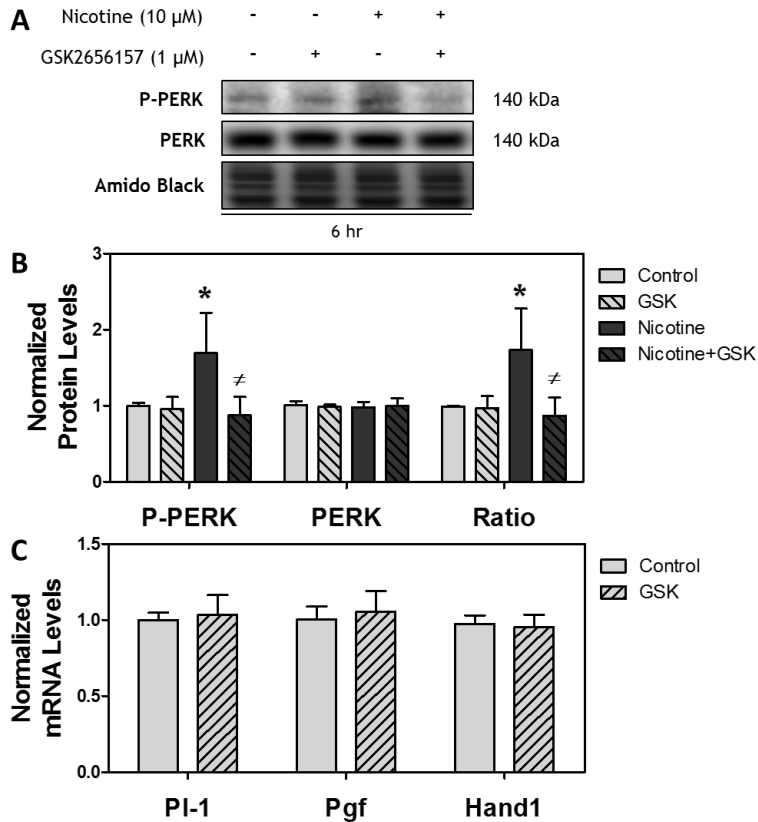 A
Nicotine (10 µM) - - + +
GSK2656157 (1 µM) - + - +
P-PERK 140 kDa
PERK 140 kDa
Amido Black
6 hr
B
Normalized
Protein Levels
3
2
1
0
*
≠
*
≠
P-PERK PERK Ratio
Control
GSK
Nicotine
Nicotine+GSK
C
Normalized
mRNA Levels
1.5
1.0
0.5
0.0
Pl-1 Pgf Hand1
Control
GSK